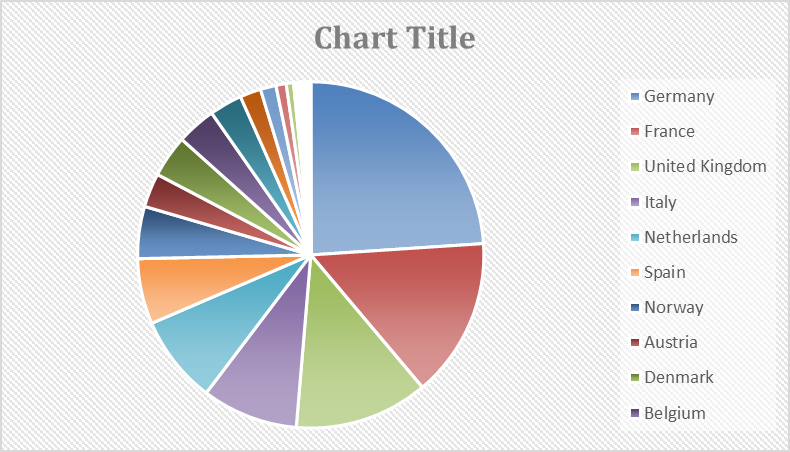 Chart Title
Germany
France
United Kingdom
Italy
Netherlands
Spain
Norway
Austria
Denmark
Belgium